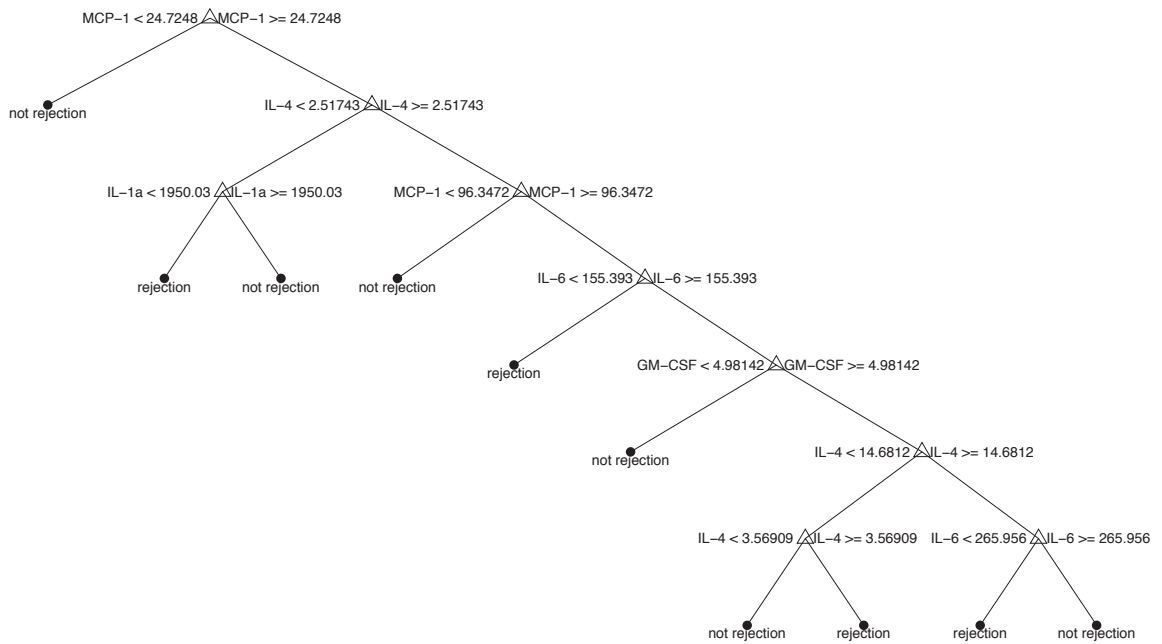 MCP−1 < 24.7248 MCP−1 >= 24.7248
not rejection
IL−4 < 2.51743 IL−4 >= 2.51743
IL−1a < 1950.03 IL−1a >= 1950.03
MCP−1 < 96.3472 MCP−1 >= 96.3472
rejection
not rejection
not rejection
IL−6 < 155.393 IL−6 >= 155.393
rejection
GM−CSF < 4.98142 GM−CSF >= 4.98142
not rejection
IL−4 < 14.6812 IL−4 >= 14.6812
IL−4 < 3.56909 IL−4 >= 3.56909
IL−6 < 265.956 IL−6 >= 265.956
not rejection
rejection
rejection
not rejection